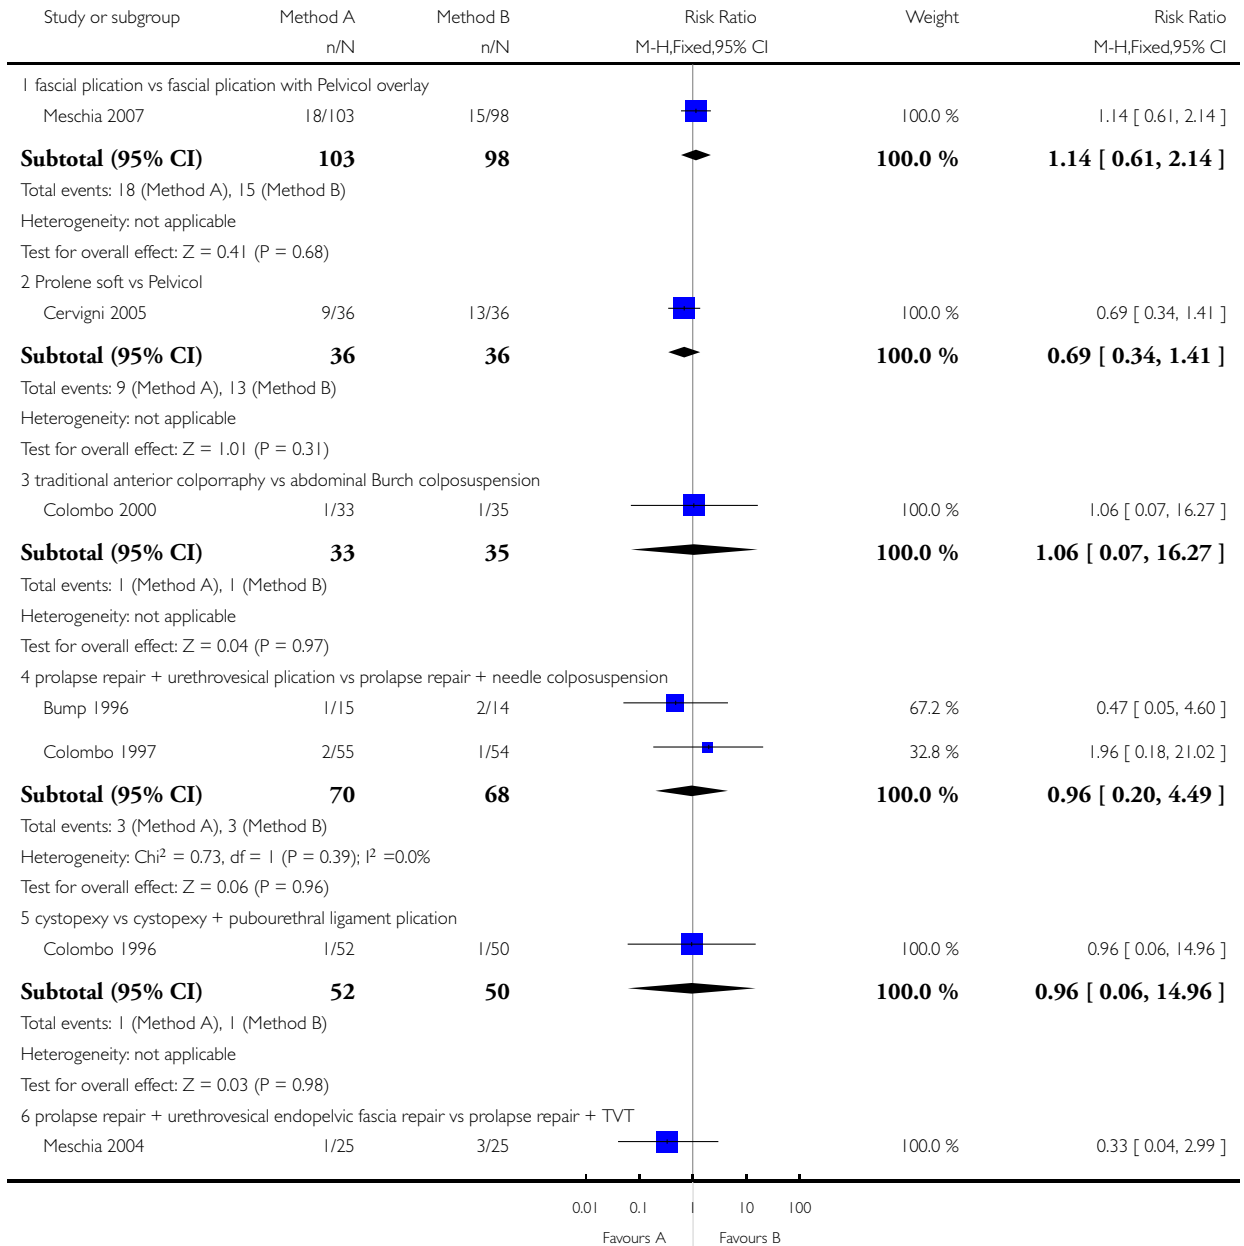 Study or subgroup Method A Method B Risk Ratio Weight Risk Ratio
n/N n/N M-H,Fixed,95% CI M-H,Fixed,95% CI
1 fascial plication vs fascial plication with Pelvicol overlay
Meschia 2007 18/103 15/98 100.0 % 1.14 [ 0.61, 2.14 ]
Subtotal (95% CI) 103 98 100.0 % 1.14 [ 0.61, 2.14 ]
Total events: 18 (Method A), 15 (Method B)
Heterogeneity: not applicable
Test for overall effect: Z = 0.41 (P = 0.68)
2 Prolene soft vs Pelvicol
Cervigni 2005 9/36 13/36 100.0 % 0.69 [ 0.34, 1.41 ]
Subtotal (95% CI) 36 36 100.0 % 0.69 [ 0.34, 1.41 ]
Total events: 9 (Method A), 13 (Method B)
Heterogeneity: not applicable
Test for overall effect: Z = 1.01 (P = 0.31)
3 traditional anterior colporraphy vs abdominal Burch colposuspension
Colombo 2000 1/33 1/35 100.0 % 1.06 [ 0.07, 16.27 ]
Subtotal (95% CI) 33 35 100.0 % 1.06 [ 0.07, 16.27 ]
Total events: 1 (Method A), 1 (Method B)
Heterogeneity: not applicable
Test for overall effect: Z = 0.04 (P = 0.97)
4 prolapse repair + urethrovesical plication vs prolapse repair + needle colposuspension
Bump 1996 1/15 2/14 67.2 % 0.47 [ 0.05, 4.60 ]
Colombo 1997 2/55 1/54 32.8 % 1.96 [ 0.18, 21.02 ]
Subtotal (95% CI) 70 68 100.0 % 0.96 [ 0.20, 4.49 ]
Total events: 3 (Method A), 3 (Method B)
Heterogeneity: Chi² = 0.73, df = 1 (P = 0.39); I² =0.0%
Test for overall effect: Z = 0.06 (P = 0.96)
5 cystopexy vs cystopexy + pubourethral ligament plication
Colombo 1996 1/52 1/50 100.0 % 0.96 [ 0.06, 14.96 ]
Subtotal (95% CI) 52 50 100.0 % 0.96 [ 0.06, 14.96 ]
Total events: 1 (Method A), 1 (Method B)
Heterogeneity: not applicable
Test for overall effect: Z = 0.03 (P = 0.98)
6 prolapse repair + urethrovesical endopelvic fascia repair vs prolapse repair + TVT
Meschia 2004 1/25 3/25 100.0 % 0.33 [ 0.04, 2.99 ]
0.01 0.1 1 10 100
Favours A Favours B